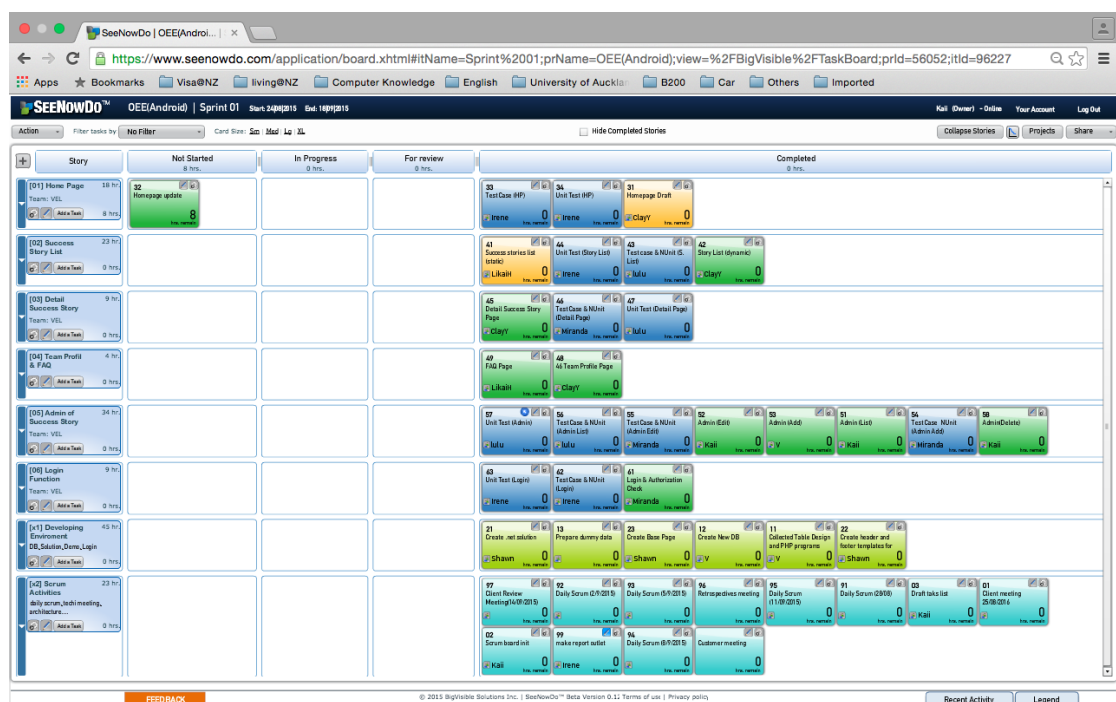 SeeNowDo | OEE(Androi...
https://www.seenowdo.com/application/board.xhtml#itName=Sprint%2001;prName=OEE(Android);view=%2FBigVisible%2FTaskBoard;prId=56052;itId=96227
Apps Bookmarks Visa@NZ living@NZ Computer Knowledge English University of Aucklan B200 Car Others Imported
SEENOWDO™ OEE(Android) | Sprint 01 Start: 24|08|2015 End: 18|09|2015 Kaii (Owner) - Online Your Account Log Out
Action Filter tasks by No Filter Card Size: Sm | Med | Lg | XL Hide Completed Stories Collapse Stories Projects Share
Story Not Started In Progress For review Completed
8 hrs. 0 hrs. 0 hrs. 0 hrs.
[01] Home Page 18 hr.
Team: VEL
Add a Task 8 hrs.
32
Homepage update
8
hrs. remain
33 34 31
Test Case (HP) Unit Test (HP) Homepage Draft
Irene 0 Irene 0 ClayY 0
[02] Success 23 hr.
Story List
Add a Task 0 hrs.
41 44 43 42
Success stories list Unit Test (Story List) Test case & NUnit (S. Story List (dynamic)
(static) List)
LikaiH 0 Irene 0 lulu 0 ClayY 0
[03] Detail 9 hr.
Success Story
Team: VEL
Add a Task 0 hrs.
45 46 47
Detail Success Story Test Case & NUnit Unit Test (Detail Page)
Page (Detail Page)
ClayY 0 Miranda 0 lulu 0
[04] Team Profil 4 hr.
& FAQ
Add a Task 0 hrs.
49 48
FAQ Page 46 Team Profile Page
LikaiH 0 ClayY 0
[05] Admin of 34 hr.
Success Story
Team: VEL
Add a Task 0 hrs.
57 56 55 52 53 51 54 58
Unit Test (Admin) Test Case & NUnit Test Case & NUnit Admin (Edit) Admin (Add) Admin (List) Test Case NUnit Admin(Delete)
(Admin List) (Admin Edit) (Admin Add)
lulu 0 lulu 0 Miranda 0 Kaii 0 V 0 Kaii 0 Miranda 0 Kaii 0
[06] Login 9 hr.
Function
Team: VEL
Add a Task 0 hrs.
63 62 61
Unit Test (Login) Test Case & NUnit Login & Authorization
(Login) Check
Irene 0 Irene 0 Miranda 0
[x1] Developing 45 hr.
Enviroment
DB,Solution,Demo,Login
Add a Task 0 hrs.
21 13 23 12 11 22
Create .net solution Prepare dummy data Create Base Page Create New DB Collected Table Design Create header and
and PHP programs footer templates for
Shawn 0 0 Shawn 0 V 0 V 0 Shawn 0
[x2] Scrum 23 hr.
Activities
daily scrum,techi meeting,
architecture...
Add a Task 0 hrs.
97 92 93 96 95 91 03 01
Client Review Daily Scrum (2/9/2015) Daily Scrum (5/9/2015) Retrospectives meeting Daily Scrum Daily Scrum (28/08) Draft taks list Client meeting
Meeting(14/09/2015) (11/09/2015) 25/08/2016
0 0 0 0 0 0 Kaii 0 0
02 99 94
Scrum board init make report outlet Daily Scrum (8/9/2015) Customer meeting
Kaii 0 Irene 0 0 0
FEEDBACK © 2015 BigVisible Solutions Inc. | SeeNowDo™ Beta Version 0.12 Terms of use | Privacy policy Recent Activity Legend